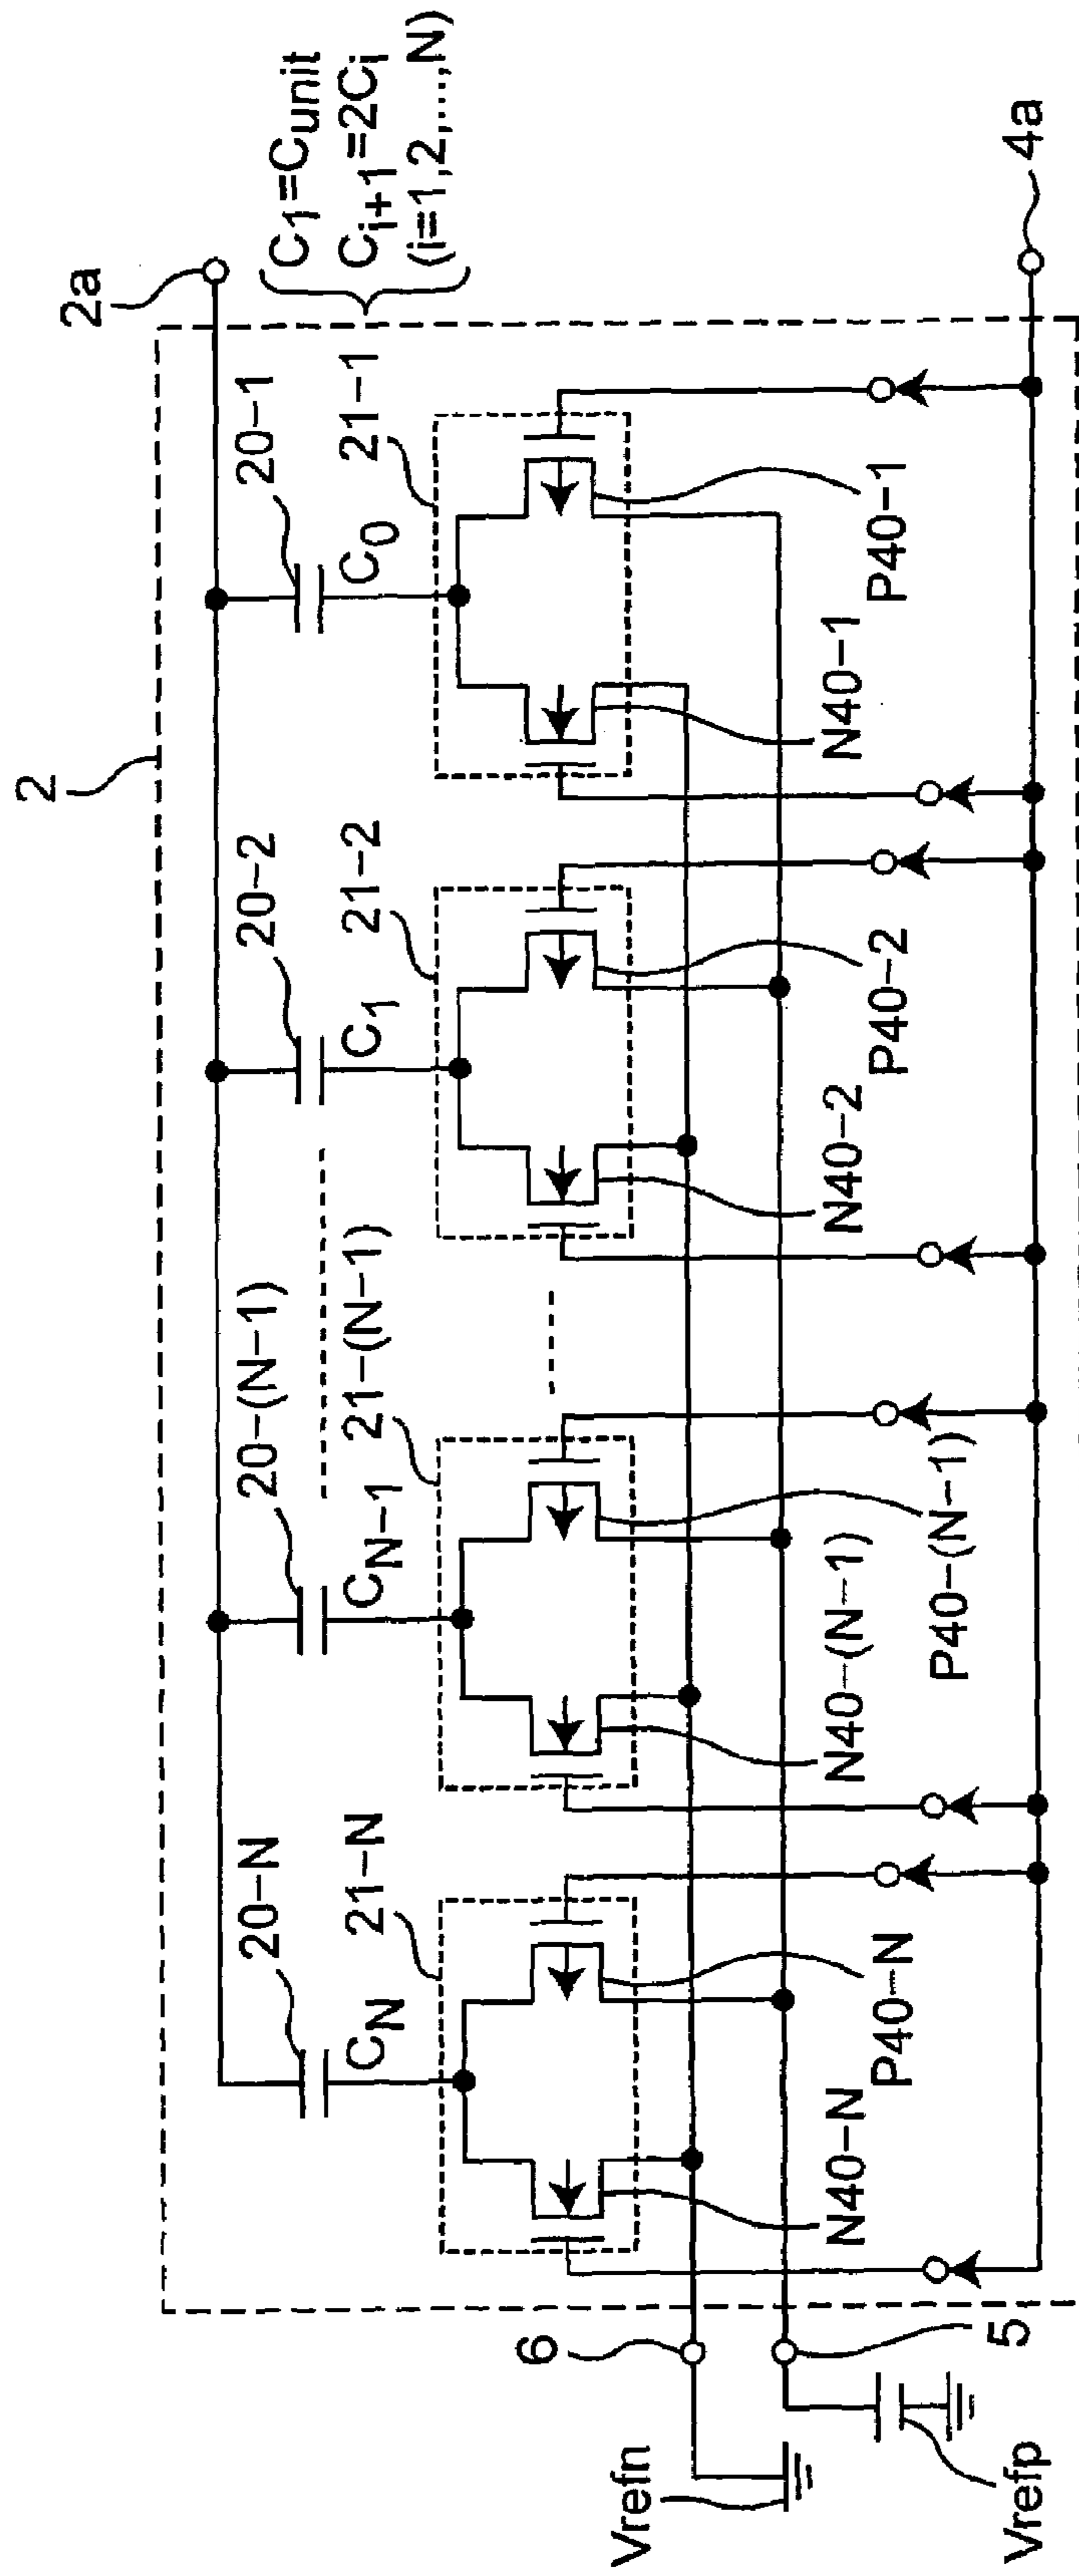 2
2a
C1=Cunit
Ci+1=2Ci
(i=1,2,...,N)
20-N
20-(N-1)
20-2
20-1
CN
CN-1
C1
C0
21-N
21-(N-1)
21-2
21-1
6
5
Vrefn
Vrefp
N40-N
N40-(N-1)
N40-2
N40-1
P40-N
P40-(N-1)
P40-2
P40-1
4a